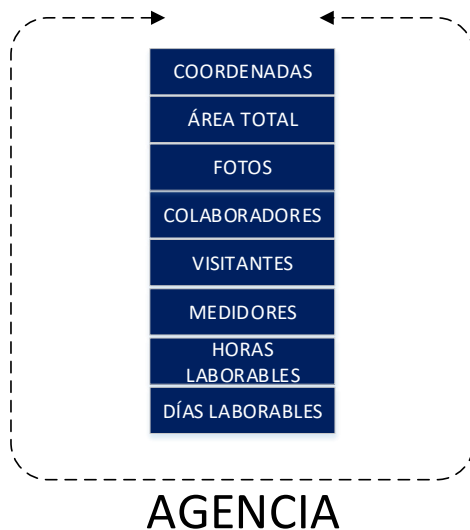 COORDENADAS
ÁREA TOTAL
FOTOS
COLABORADORES
VISITANTES
MEDIDORES
HORAS
LABORABLES
DÍAS LABORABLES
AGENCIA